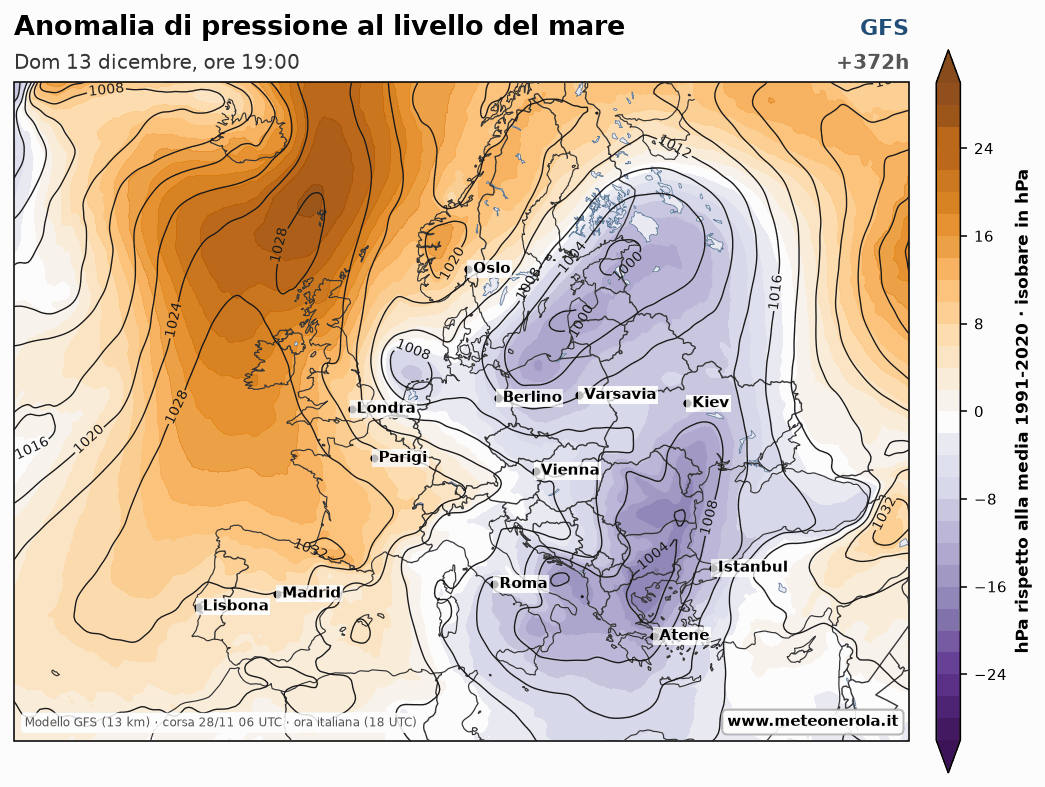 Anomalia di pressione al livello del mare
GFS
Dom 13 dicembre, ore 19:00
+372h
1008
1012
1028
1020
1004
1000
1008
1016
1024
1000
1008
1028
1016
1020
1032
1032
1008
1004
Oslo
Londra
Berlino
Varsavia
Kiev
Parigi
Vienna
Roma
Istanbul
Madrid
Lisbona
Atene
24
16
8
0
−8
−16
−24
hPa rispetto alla media 1991-2020 · isobare in hPa
Modello GFS (13 km) · corsa 28/11 06 UTC · ora italiana (18 UTC)
www.meteonerola.it